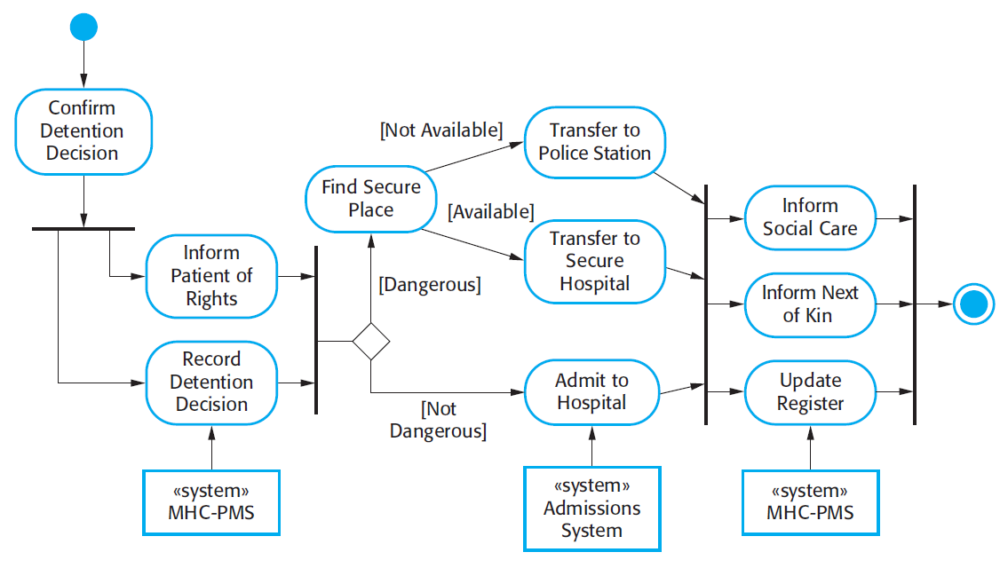 Confirm
Detention
Decision
Inform
Patient of
Rights
Record
Detention
Decision
«system»
MHC-PMS
Find Secure
Place
[Dangerous]
[Not
Dangerous]
[Not Available]
[Available]
Transfer to
Police Station
Transfer to
Secure
Hospital
Admit to
Hospital
«system»
Admissions
System
Inform
Social Care
Inform Next
of Kin
Update
Register
«system»
MHC-PMS